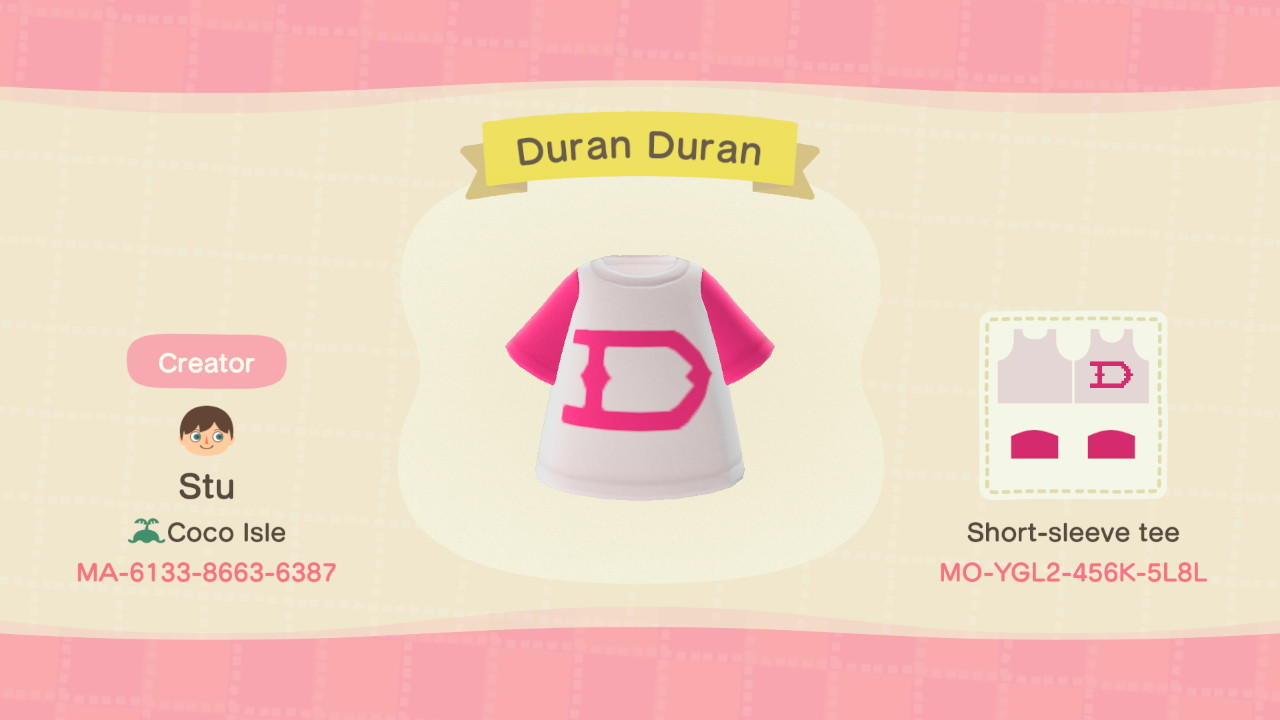 Duran Duran
D
Creator
Stu
Coco Isle
MA-6133-8663-6387
D
Short-sleeve tee
MO-YGL2-456K-5L8L